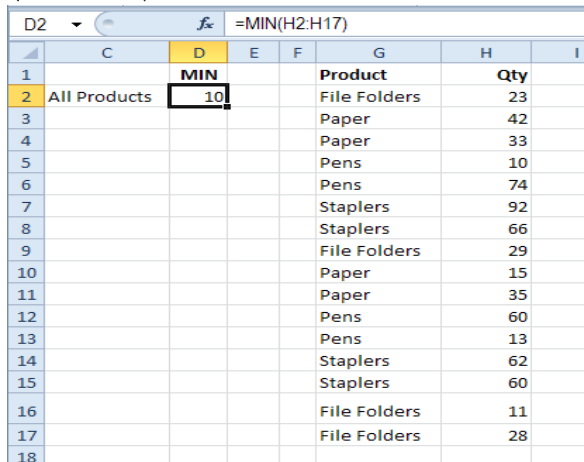 D2 fx =MIN(H2:H17)
C D E F G H I
1 MIN Product Qty
2 All Products 10 File Folders 23
3 Paper 42
4 Paper 33
5 Pens 10
6 Pens 74
7 Staplers 92
8 Staplers 66
9 File Folders 29
10 Paper 15
11 Paper 35
12 Pens 60
13 Pens 13
14 Staplers 62
15 Staplers 60
16 File Folders 11
17 File Folders 28
18